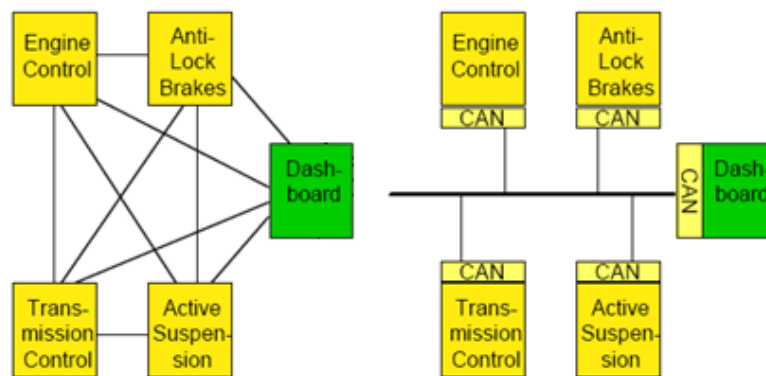 Engine
Control
Anti-
Lock
Brakes
Dash-
board
Trans-
mission
Control
Active
Suspen-
sion
Engine
Control
CAN
Anti-
Lock
Brakes
CAN
CAN
Dash-
board
CAN
Trans-
mission
Control
CAN
Active
Suspen-
sion